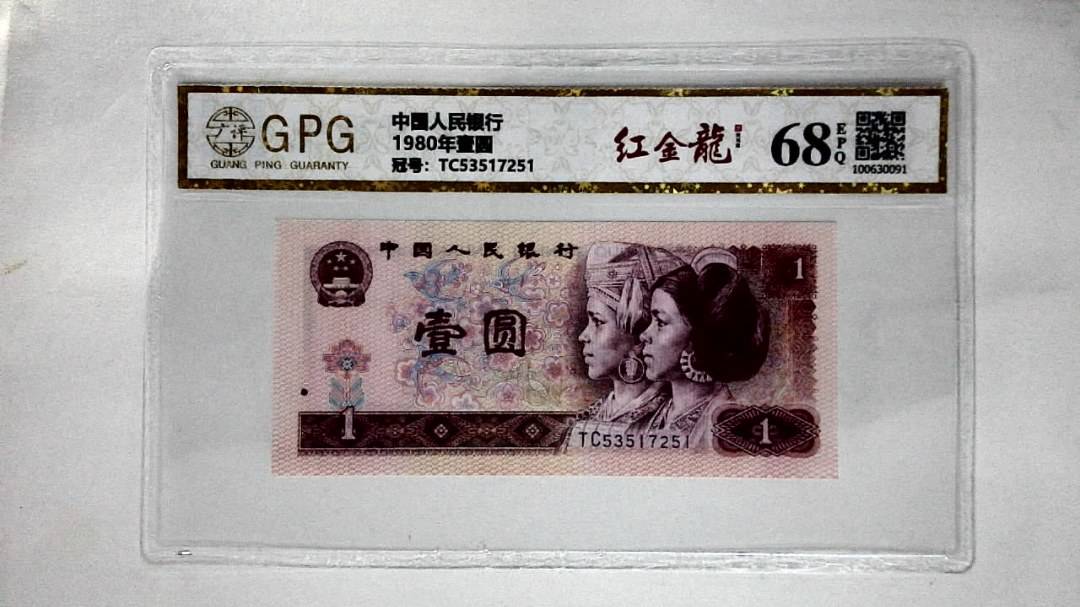 广评
GPG
GUANG PING GUARANTY
中国人民银行
1980年壹圆
冠号: TC53517251
红金龍
68
EPQ
100630091
中国人民银行
1
壹圆
1
TC53517251
1